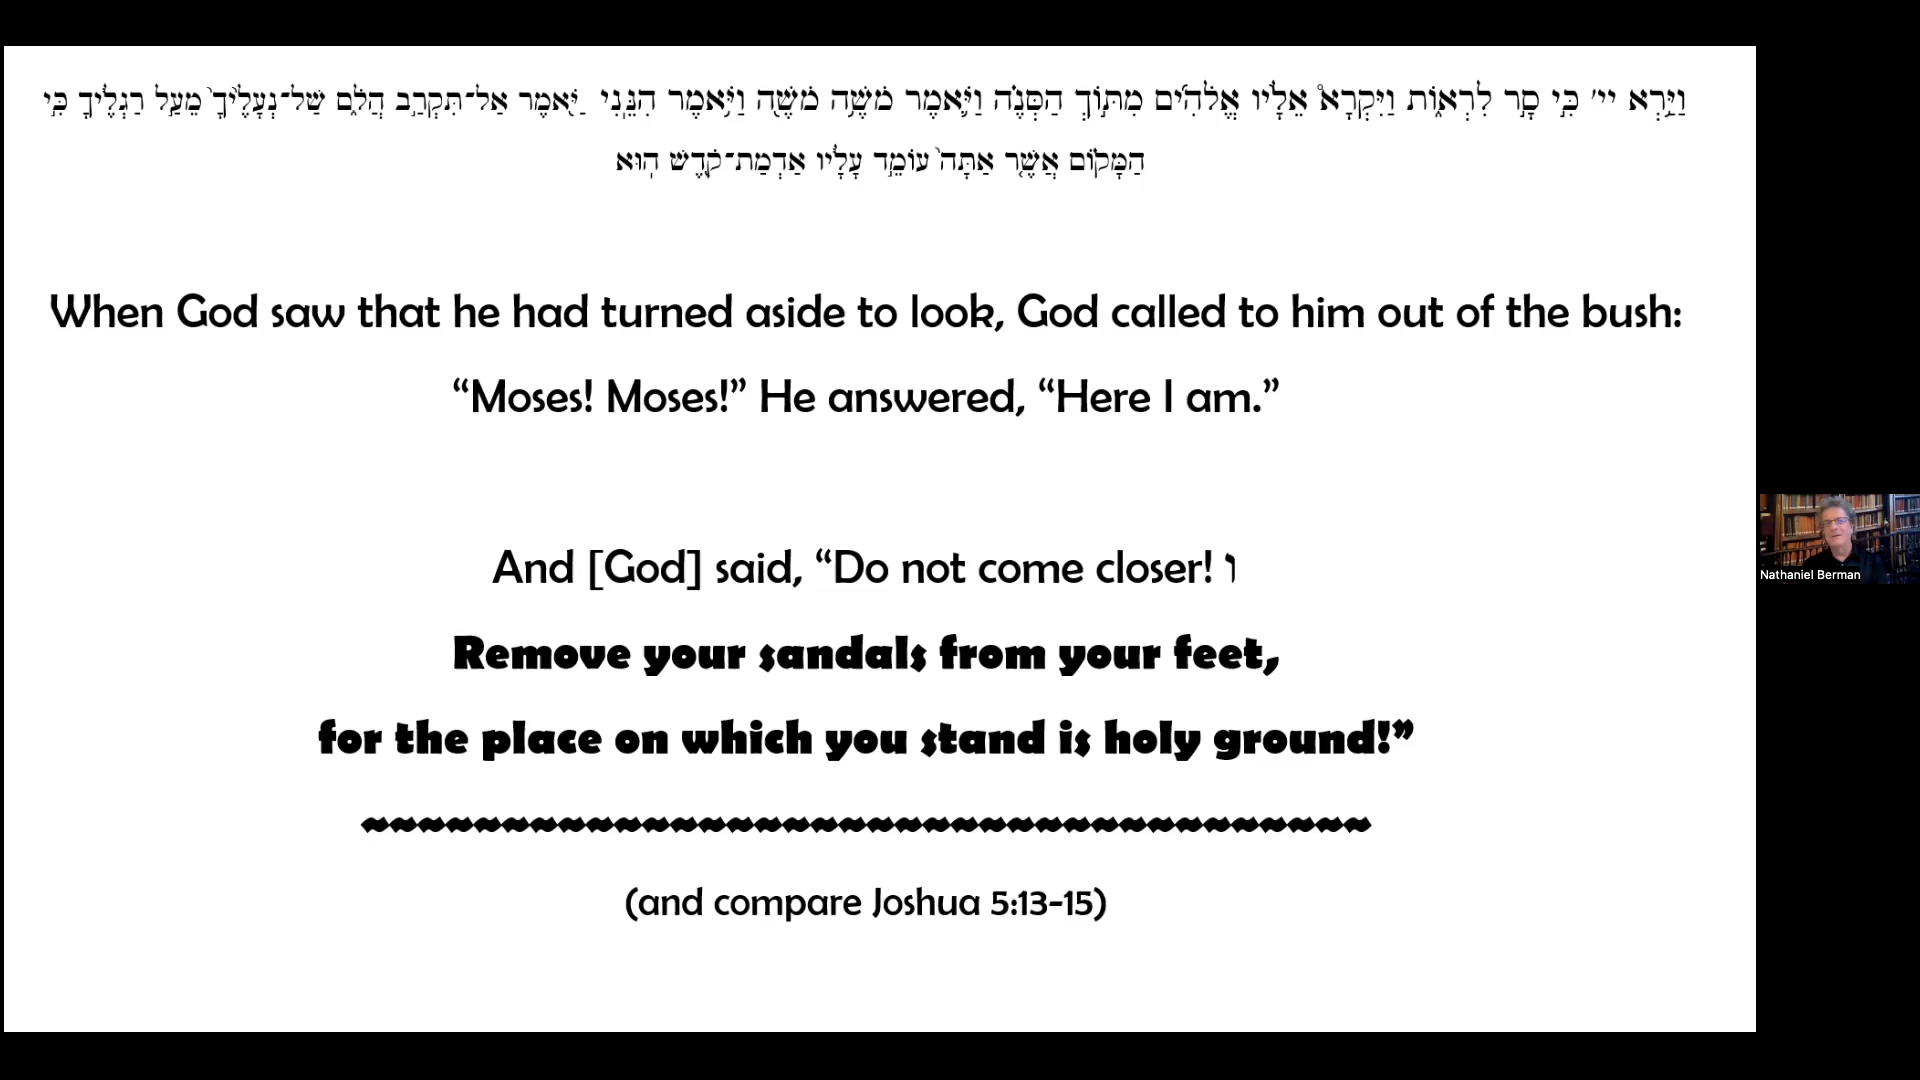 וַיַּ֥רְא יי׳ כִּ֣י סָ֣ר לִרְא֑וֹת וַיִּקְרָא֩ אֵלָ֨יו אֱלֹהִ֜ים מִתּ֣וֹךְ הַסְּנֶ֗ה וַיֹּ֛אמֶר מֹשֶׁ֥ה מֹשֶׁ֖ה וַיֹּ֥אמֶר הִנֵּֽנִי׃ וַיֹּ֖אמֶר אַל־תִּקְרַ֣ב הֲלֹ֑ם שַׁל־נְעָלֶ֙יךָ֙ מֵעַ֣ל רַגְלֶ֔יךָ כִּ֣י
הַמָּק֗וֹם אֲשֶׁ֤ר אַתָּה֙ עוֹמֵ֣ד עָלָ֔יו אַדְמַת־קֹ֖דֶשׁ הֽוּא
When God saw that he had turned aside to look, God called to him out of the bush:
“Moses! Moses!” He answered, “Here I am.”
And [God] said, “Do not come closer! ו
Remove your sandals from your feet,
for the place on which you stand is holy ground!”
~~~~~~~~~~~~~~~~~~~~~~~~~~~~~~~~~~~~
(and compare Joshua 5:13-15)
Nathaniel Berman